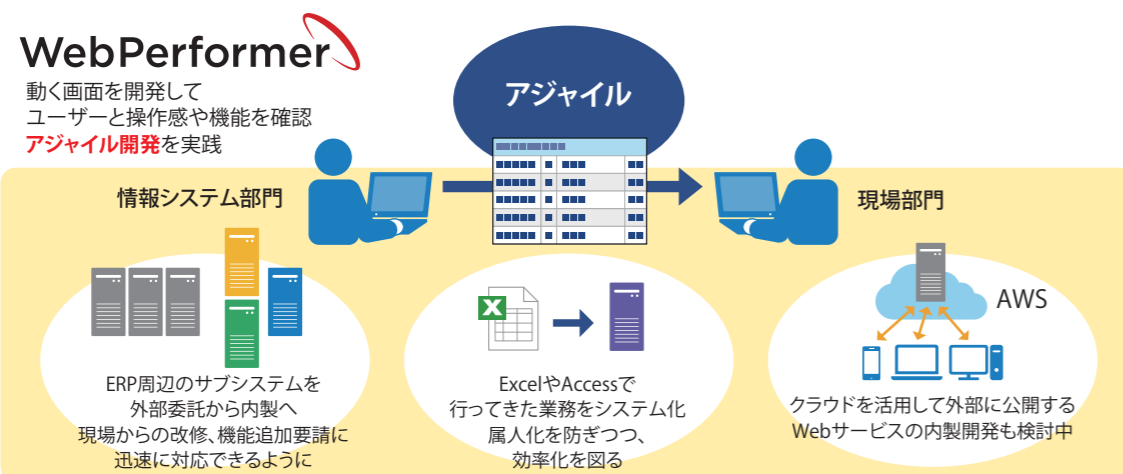 WebPerformer
動く画面を開発して
ユーザーと操作感や機能を確認
アジャイル開発を実践
アジャイル
情報システム部門
現場部門
ERP周辺のサブシステムを
外部委託から内製へ
現場からの改修、機能追加要請に
迅速に対応できるように
X
ExcelやAccessで
行ってきた業務をシステム化
属人化を防ぎつつ、
効率化を図る
AWS
クラウドを活用して外部に公開する
Webサービスの内製開発も検討中